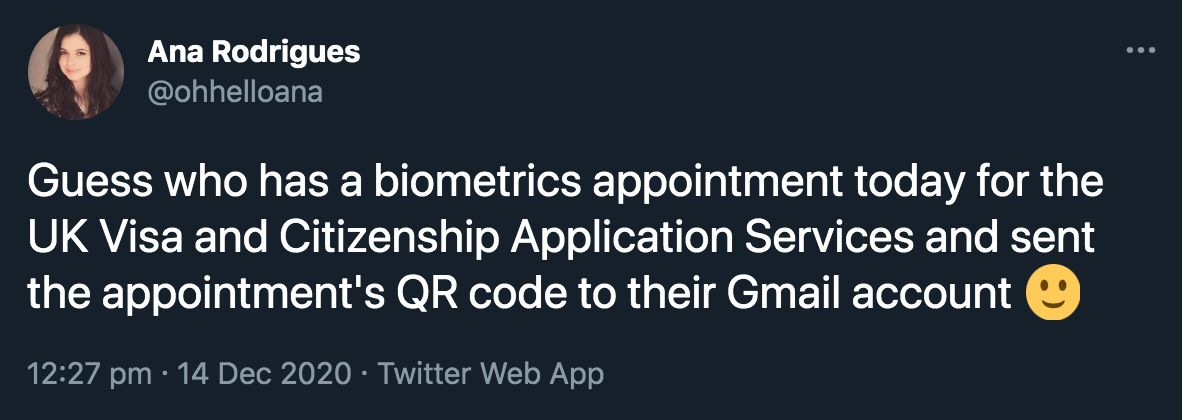 Ana Rodrigues
@ohhelloana
Guess who has a biometrics appointment today for the
UK Visa and Citizenship Application Services and sent
the appointment's QR code to their Gmail account 🙂
12:27 pm · 14 Dec 2020 · Twitter Web App